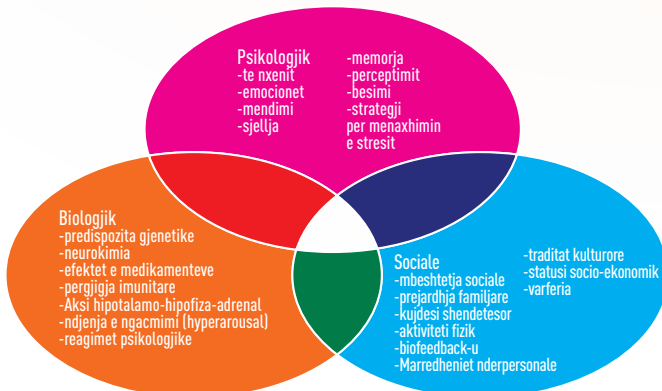 Psikologjik
-te nxenit
-emocionet
-mendimi
-sjellja
-memorja
-perceptimit
-besimi
-strategji
per menaxhimin
e stresit
Biologjik
-predispozita gjenetike
-neurokimia
-efektet e medikamenteve
-pergjigja imunitare
-Aksi hipotalamo-hipofiza-adrenal
-ndjenja e ngacmimi (hyperarousal)
-reagimet psikologjike
Sociale
-mbeshtetja sociale
-prejardhja familjare
-kujdesi shendetesor
-aktiviteti fizik
-biofeedback-u
-Marredheniet nderpersonale
-traditat kulturore
-statusi socio-ekonomik
-varferia